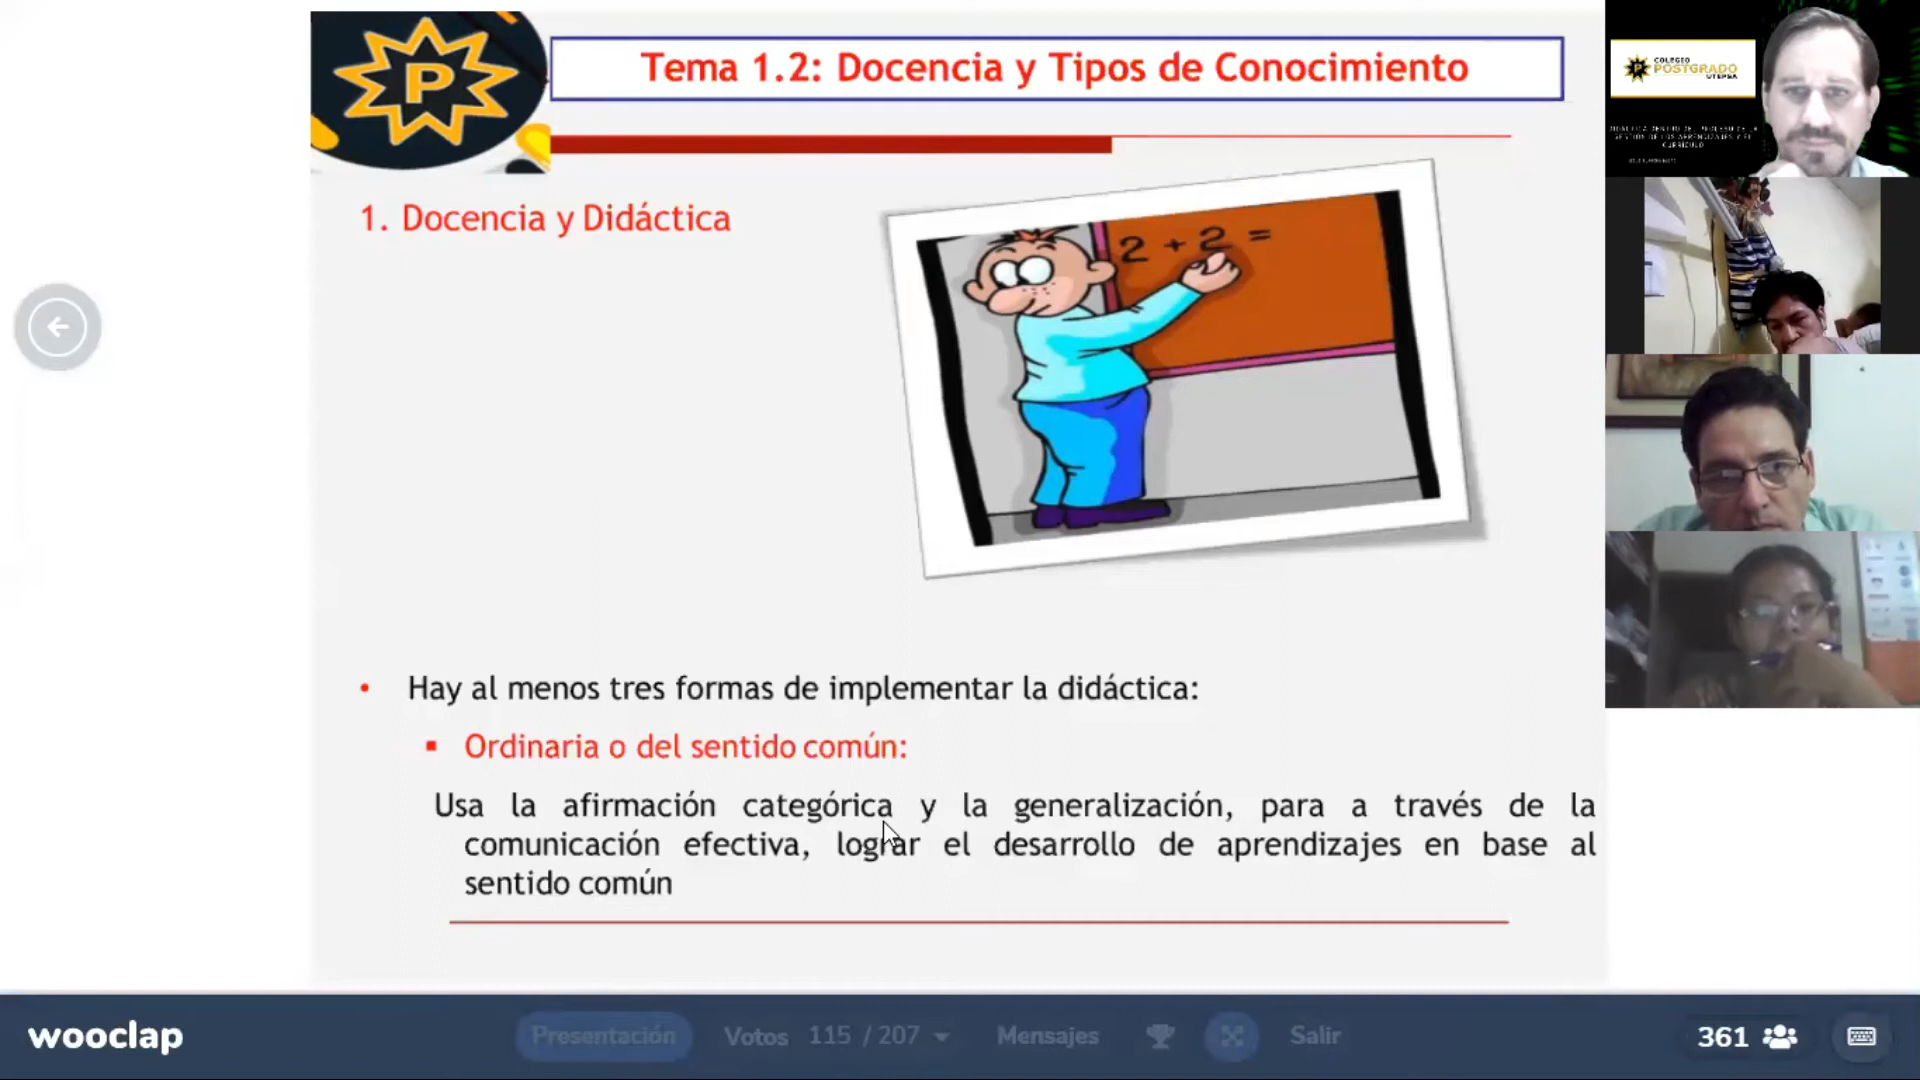 Tema 1.2: Docencia y Tipos de Conocimiento
P
1. Docencia y Didáctica
2 + 2 =
• Hay al menos tres formas de implementar la didáctica:
▪ Ordinaria o del sentido común:
Usa la afirmación categórica y la generalización, para a través de la
comunicación efectiva, lograr el desarrollo de aprendizajes en base al
sentido común
P
COLEGIO
POSTGRADO
UTEPSA
CURRICULO
wooclap
Presentación
Votos 115 / 207
Mensajes
Salir
361